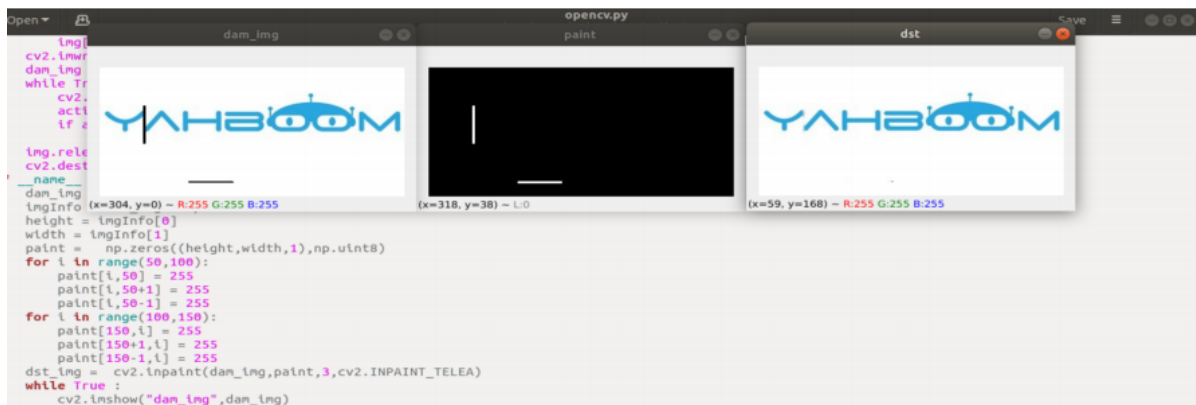 Open opencv.py Save
dam_img paint dst
img[
cv2.imwr
dam_img
while Tr
cv2.
acti
if a
YAHBOOM YAHBOOM
img.rele
cv2.dest
__name__
dam_img
imgInfo (x=304, y=0) ~ R:255 G:255 B:255 (x=318, y=38) ~ L:0 (x=59, y=168) ~ R:255 G:255 B:255
height = imgInfo[0]
width = imgInfo[1]
paint = np.zeros((height,width,1),np.uint8)
for i in range(50,100):
paint[i,50] = 255
paint[i,50+1] = 255
paint[i,50-1] = 255
for i in range(100,150):
paint[150,i] = 255
paint[150+1,i] = 255
paint[150-1,i] = 255
dst_img = cv2.inpaint(dam_img,paint,3,cv2.INPAINT_TELEA)
while True :
cv2.imshow("dam_img",dam_img)